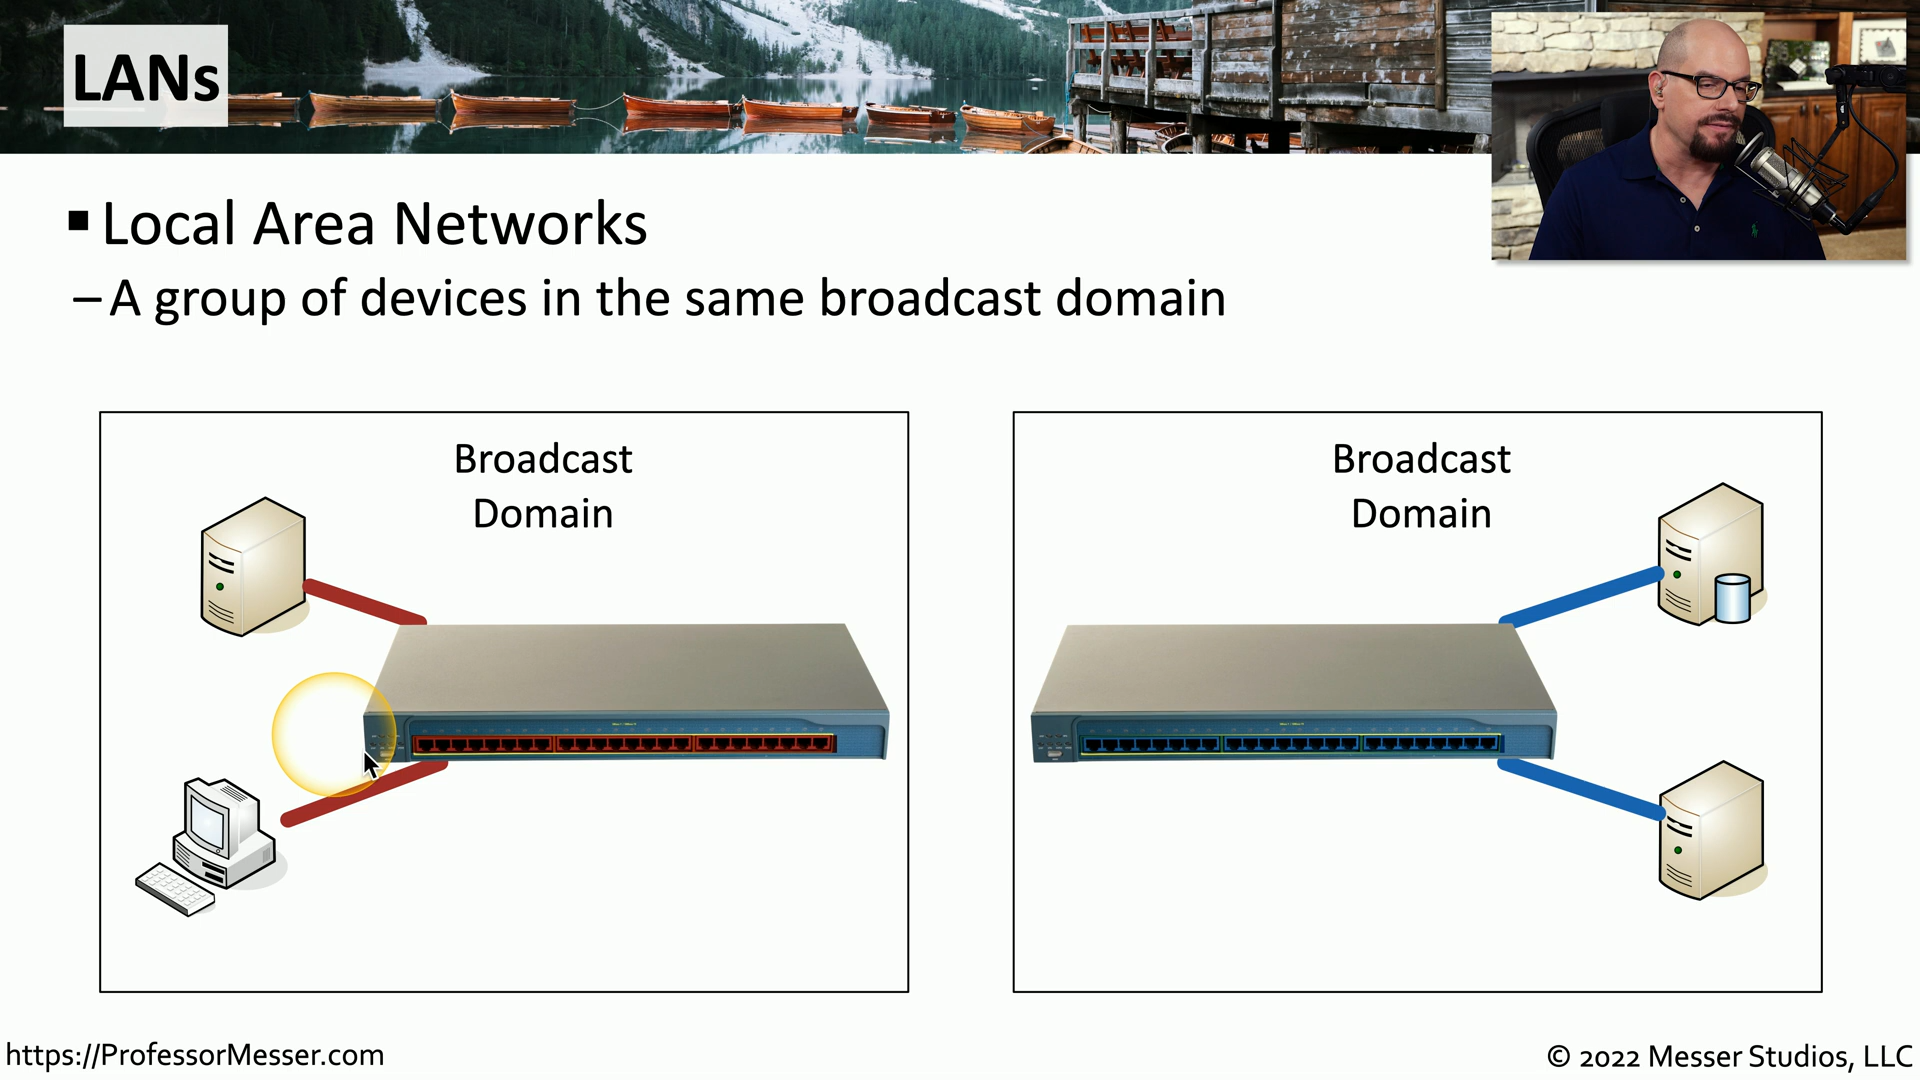 LANs
▪ Local Area Networks
– A group of devices in the same broadcast domain
Broadcast
Domain
Broadcast
Domain
https://ProfessorMesser.com
© 2022 Messer Studios, LLC